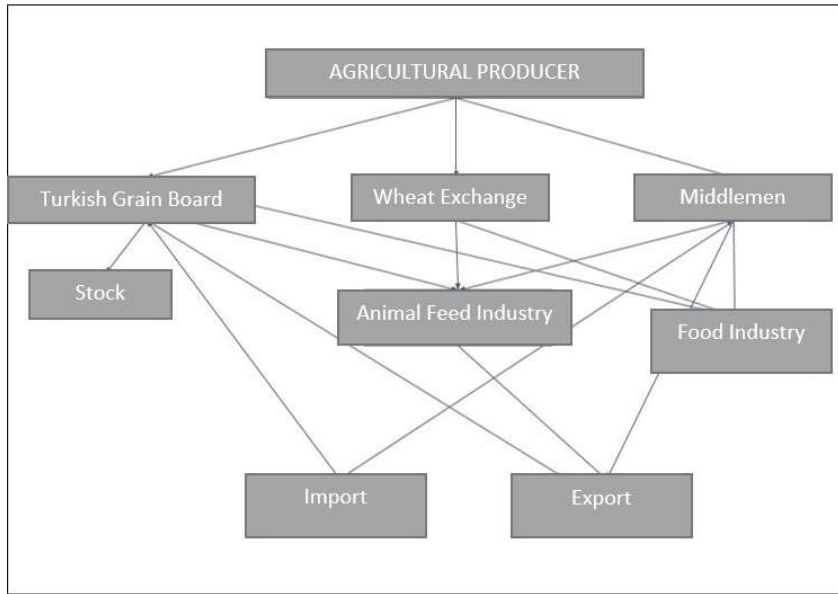 AGRICULTURAL PRODUCER
Turkish Grain Board
Wheat Exchange
Middlemen
Stock
Animal Feed Industry
Food Industry
Import
Export